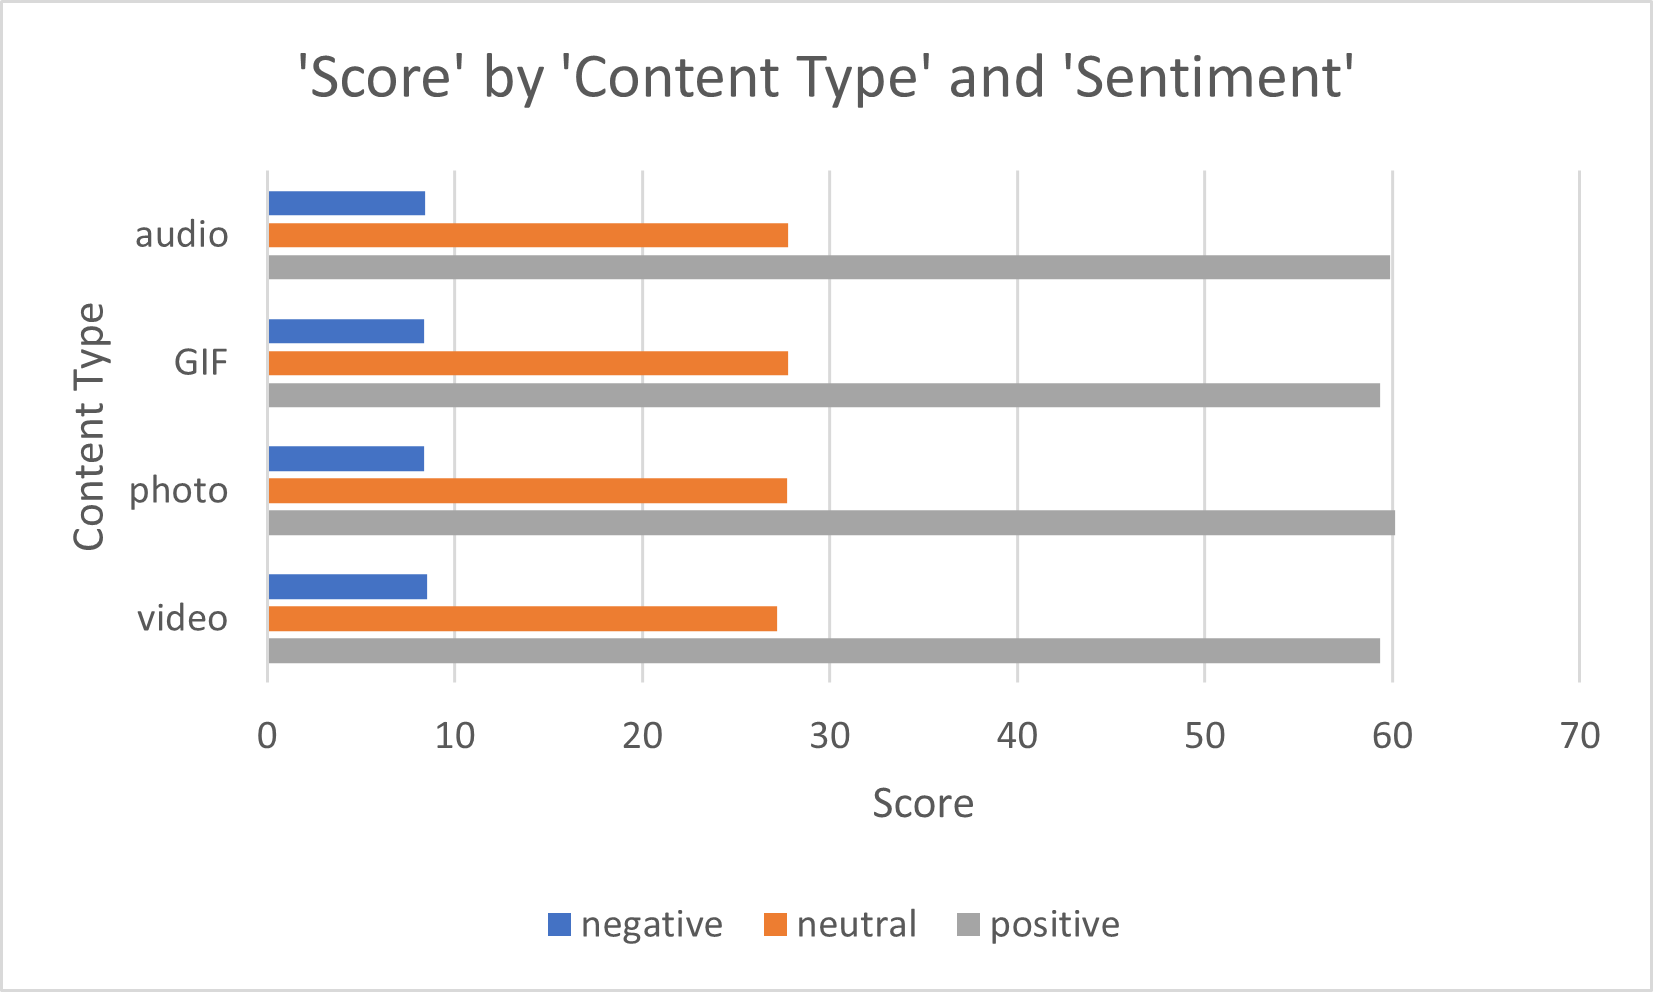 'Score' by 'Content Type' and 'Sentiment'
Content Type
audio
GIF
photo
video
0 10 20 30 40 50 60 70
Score
negative neutral positive